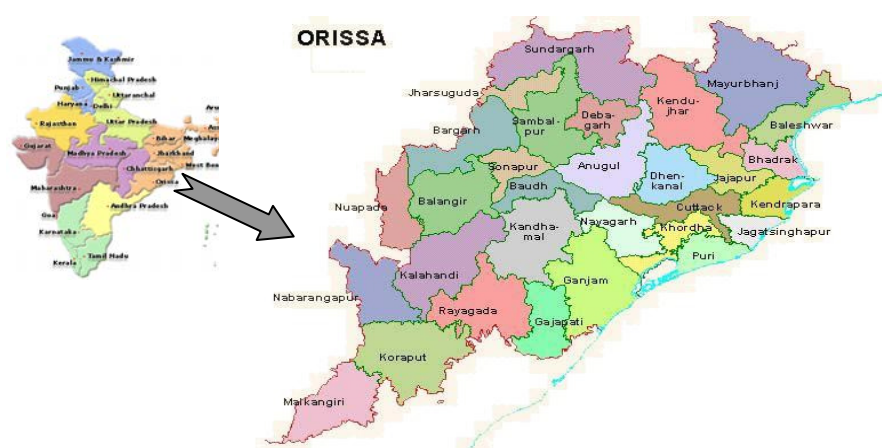 ORISSA
Jammu & Kashmir
Himachal Pradesh
Punjab
Uttaranchal
Haryana
Delhi
Rajasthan
Uttar Pradesh
Bihar
Gujarat
Madhya Pradesh
Jharkhand
Chhattisgarh
West Ben
Maharashtra
Orissa
Goa
Andhra Pradesh
Karnataka
Kerala
Tamil Nadu
Sundargarh
Jharsuguda
Mayurbhanj
Kendu-
jhar
Bargarh
Sambal-
pur
Deba-
garh
Baleshwar
Bhadrak
Sonapur
Anugul
Dhen-
kanal
Jajapur
Nuapada
Balangir
Baudh
Cuttack
Kendrapara
Kandha-
mal
Nayagarh
Khordha
Jagatsinghapur
Puri
Kalahandi
Ganjam
Nabarangapur
Rayagada
Gajapati
Koraput
Malkangiri